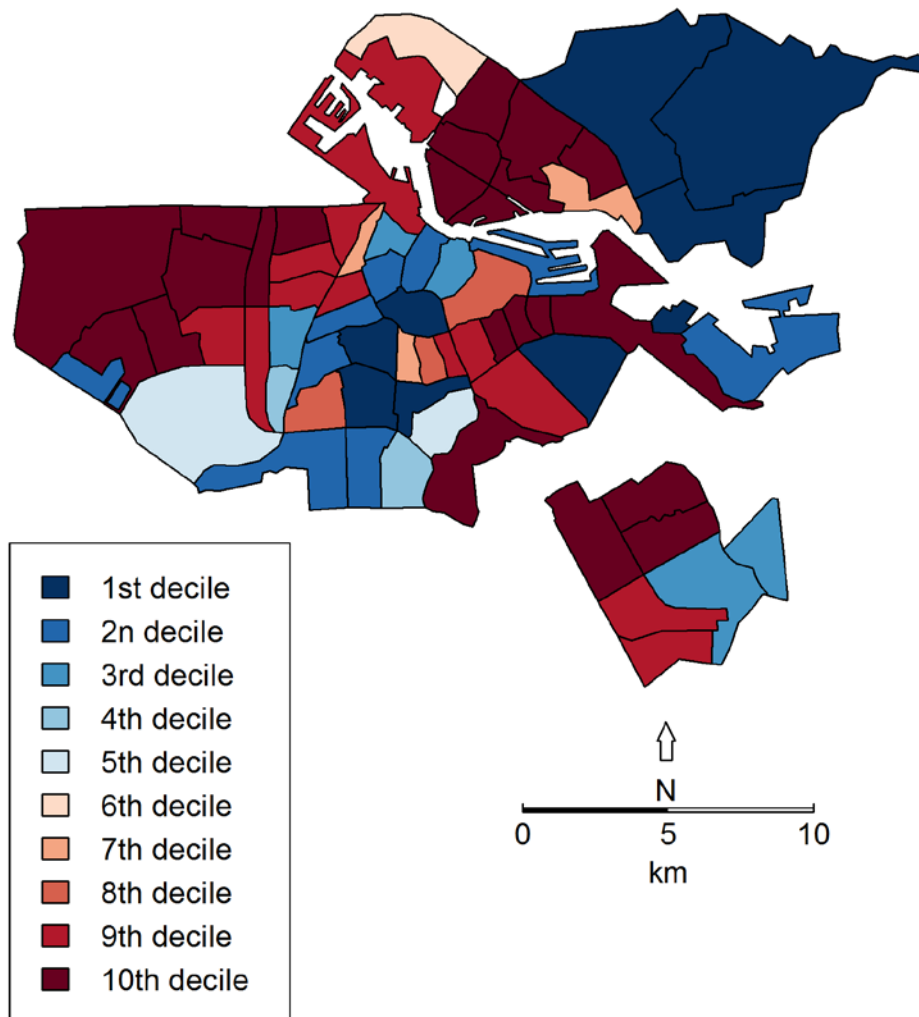 1st decile
2n decile
3rd decile
4th decile
5th decile
6th decile
7th decile
8th decile
9th decile
10th decile
N
0 5 10
km